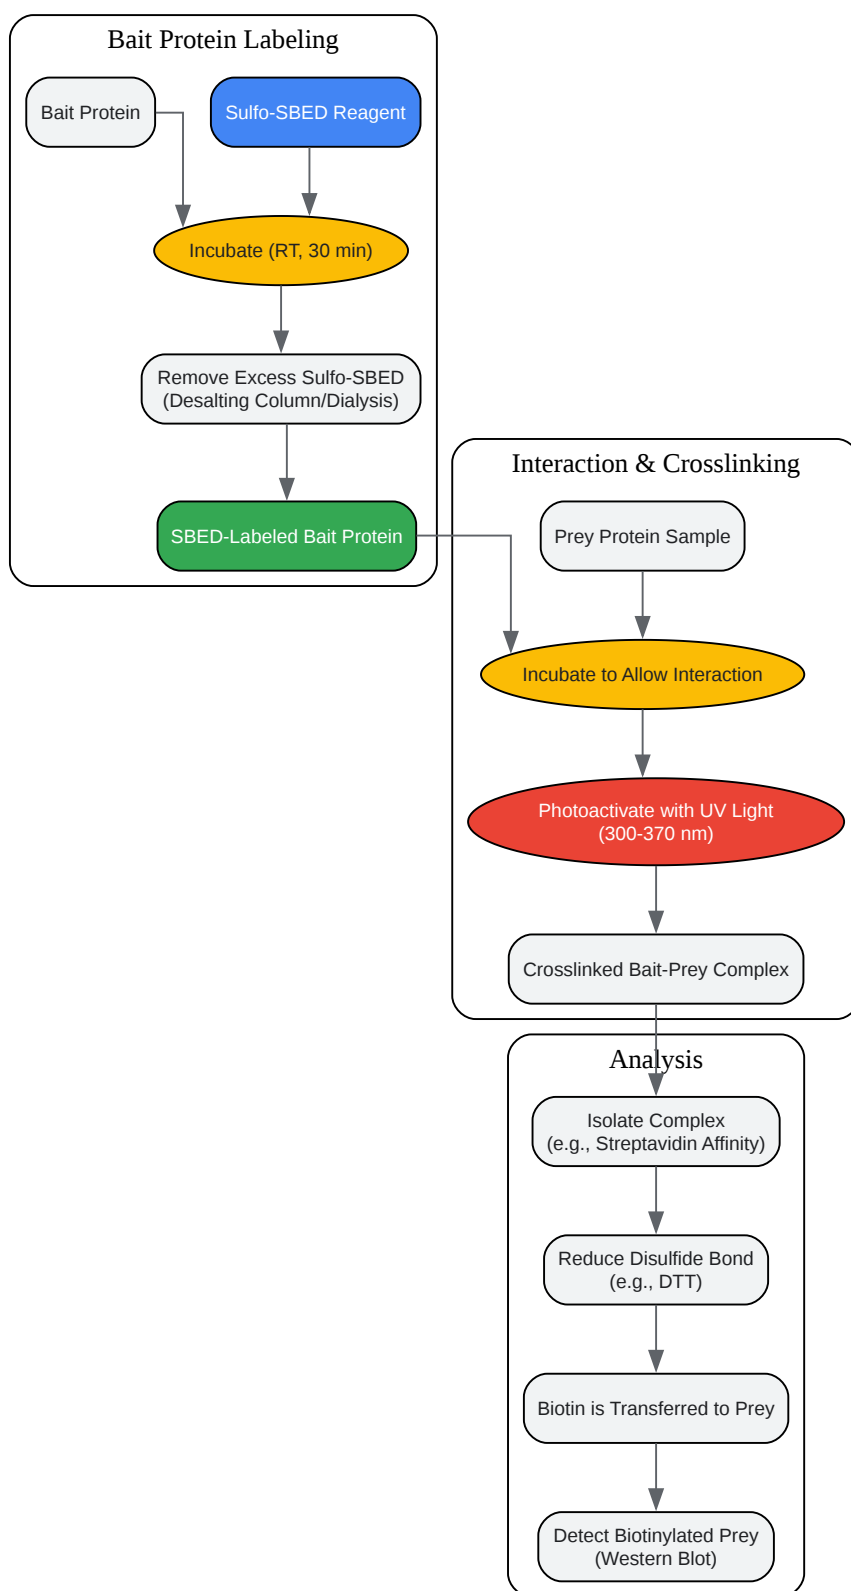 Bait Protein Labeling
Bait Protein
Sulfo-SBED Reagent
Incubate (RT, 30 min)
Remove Excess Sulfo-SBED
(Desalting Column/Dialysis)
SBED-Labeled Bait Protein
Interaction & Crosslinking
Prey Protein Sample
Incubate to Allow Interaction
Photoactivate with UV Light
(300-370 nm)
Crosslinked Bait-Prey Complex
Analysis
Isolate Complex
(e.g., Streptavidin Affinity)
Reduce Disulfide Bond
(e.g., DTT)
Biotin is Transferred to Prey
Detect Biotinylated Prey
(Western Blot)